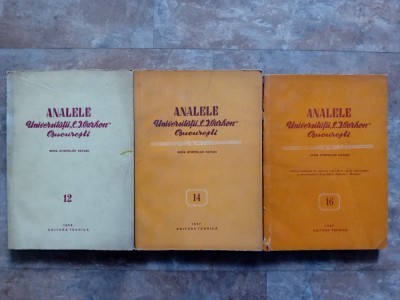 ANALELE
Universității „C.I. Parhon"
București
SERIA ȘTIINȚELOR NATURII
12
1956
EDITURA TEHNICĂ
ANALELE
Universității „C.I. Parhon"
București
SERIA ȘTIINȚELOR NATURII
14
1957
EDITURA TEHNICĂ
ANALELE
Universității „C.I. Parhon"
București
SERIA ȘTIINȚELOR NATURII
16
1957
EDITURA TEHNICĂ